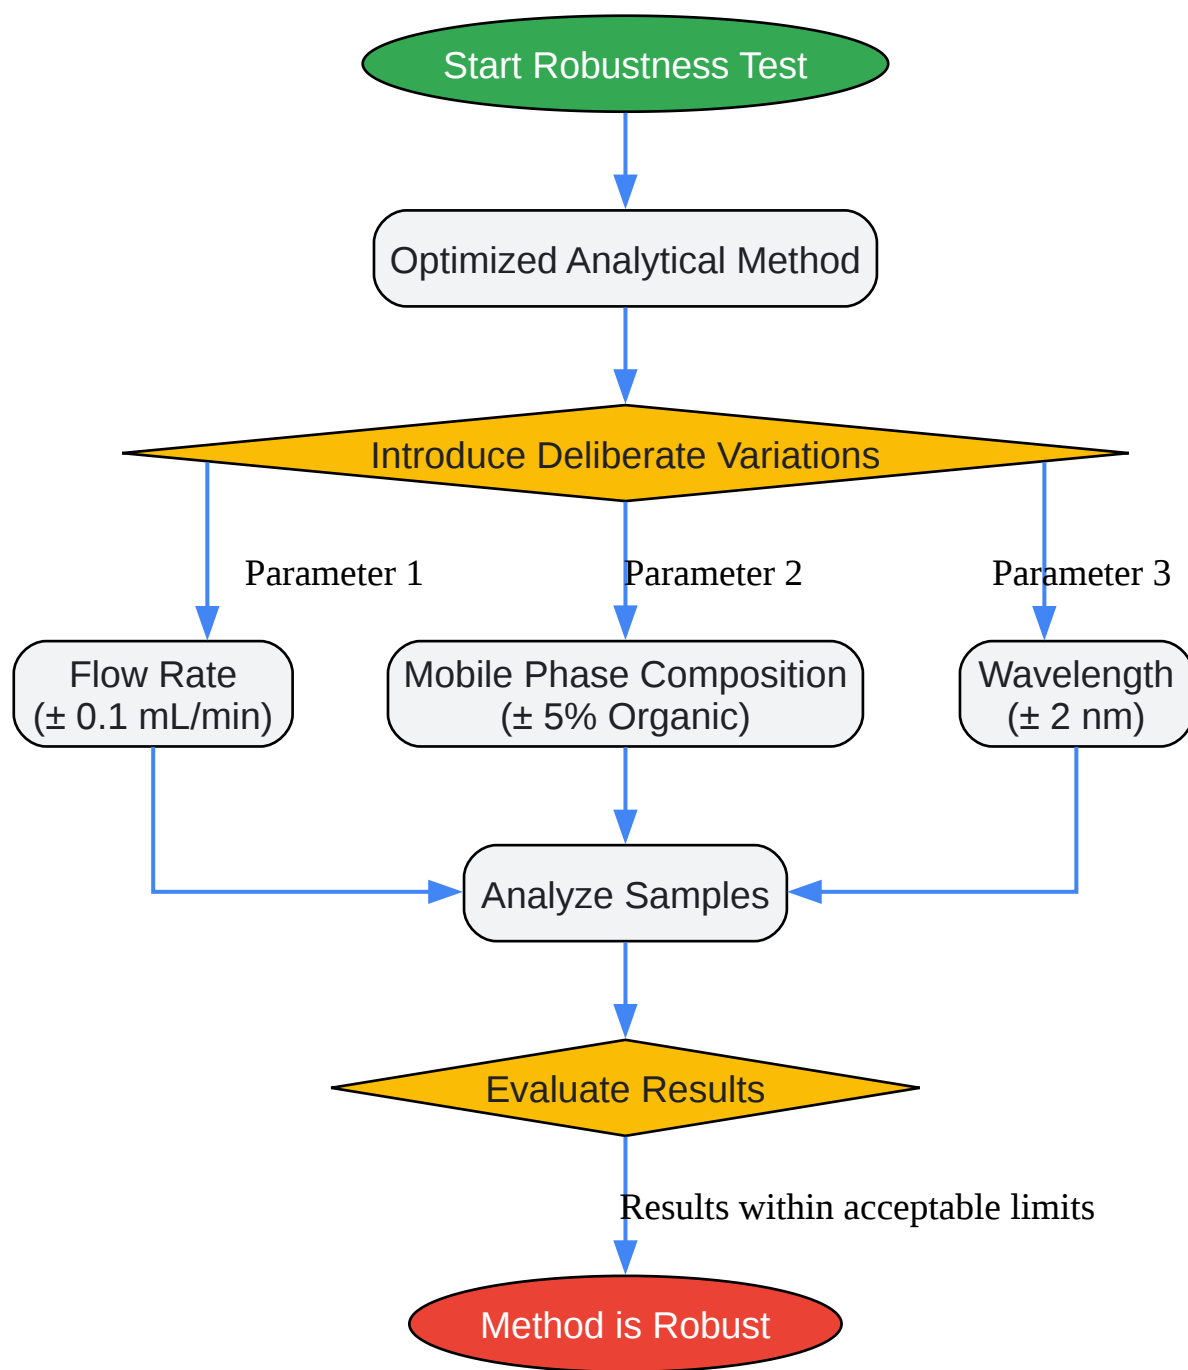 Start Robustness Test
Optimized Analytical Method
Introduce Deliberate Variations
Parameter 1
Parameter 2
Parameter 3
Flow Rate
(± 0.1 mL/min)
Mobile Phase Composition
(± 5% Organic)
Wavelength
(± 2 nm)
Analyze Samples
Evaluate Results
Results within acceptable limits
Method is Robust